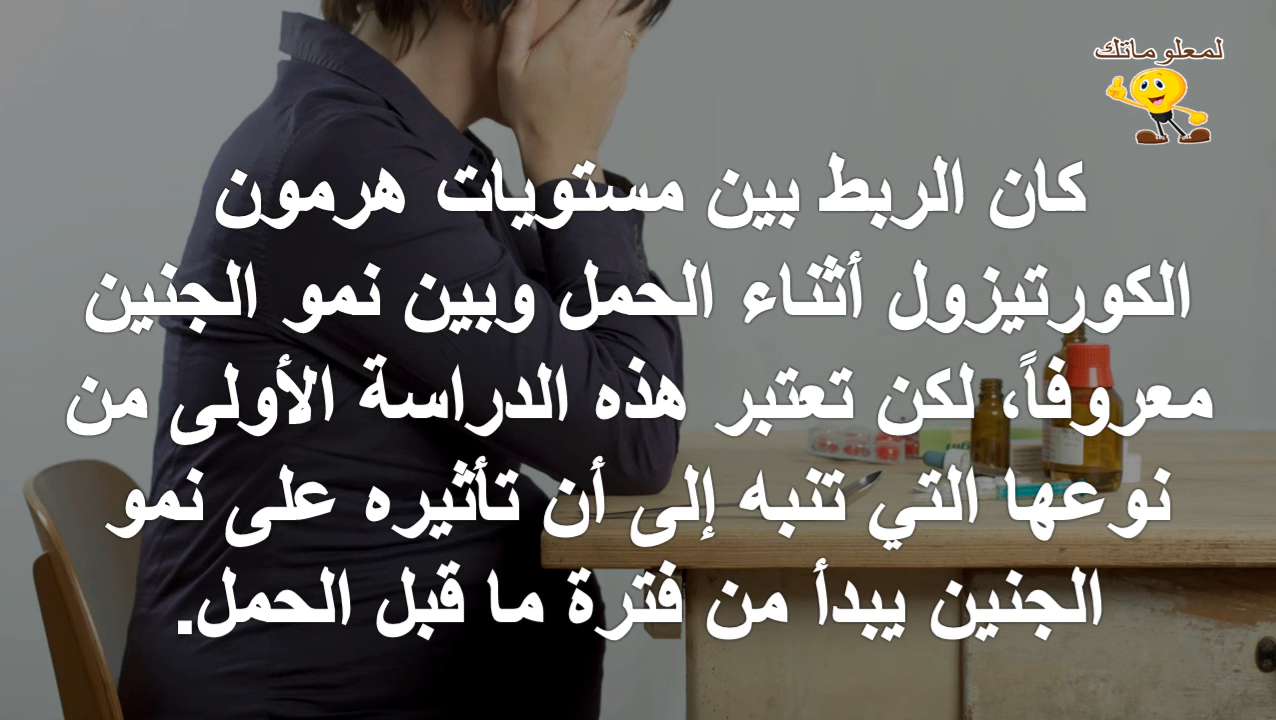 لمعلوماتك
كان الربط بين مستويات هرمون
الكورتيزول أثناء الحمل وبين نمو الجنين
معروفاً، لكن تعتبر هذه الدراسة الأولى من
نوعها التي تنبه إلى أن تأثيره على نمو
الجنين يبدأ من فترة ما قبل الحمل.